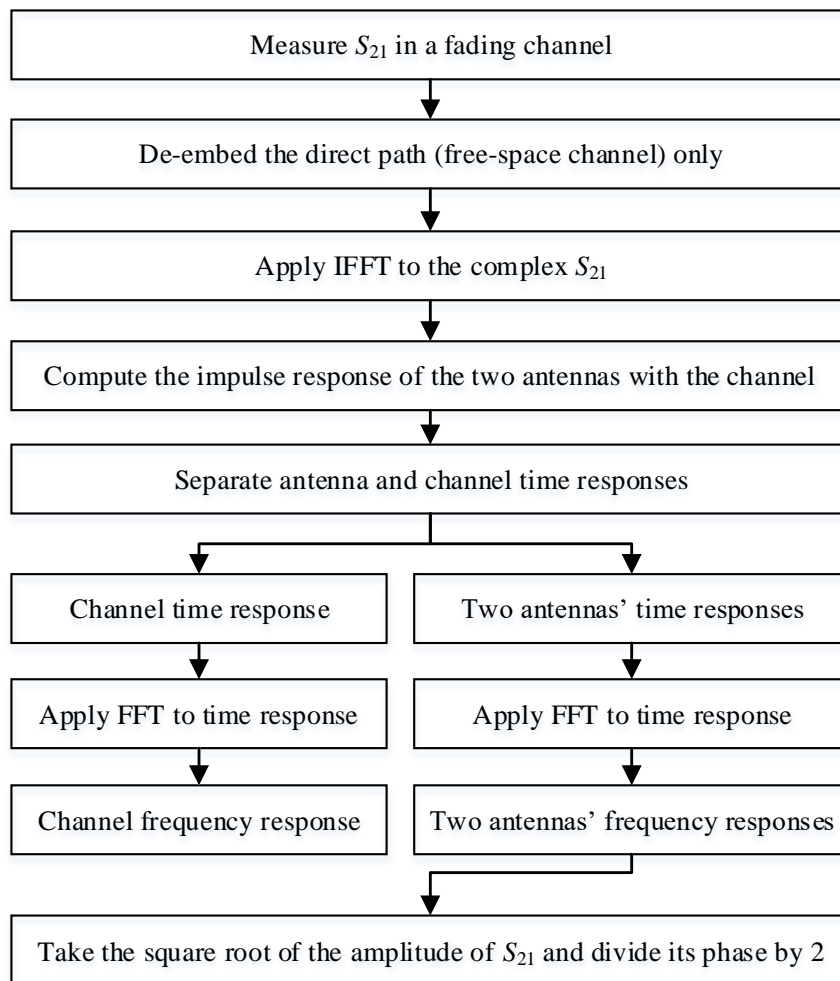 Measure S21 in a fading channel
De-embed the direct path (free-space channel) only
Apply IFFT to the complex S21
Compute the impulse response of the two antennas with the channel
Separate antenna and channel time responses
Channel time response
Two antennas’ time responses
Apply FFT to time response
Apply FFT to time response
Channel frequency response
Two antennas’ frequency responses
Take the square root of the amplitude of S21 and divide its phase by 2